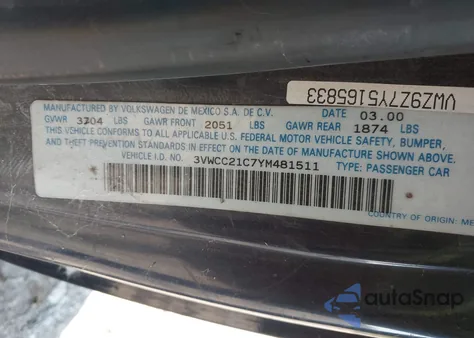 MANUFACTURED BY VOLKSWAGEN DE MEXICO S.A. DE C.V. DATE 03.00
GVWR 3704 LBS GAWR FRONT 2051 LBS GAWR REAR 1874 LBS
THIS VEHICLE CONFORMS TO ALL APPLICABLE U.S. FEDERAL MOTOR VEHICLE SAFETY, BUMPER,
AND THEFT PREVENTION STANDARDS IN EFFECT ON THE DATE OF MANUFACTURE SHOWN ABOVE.
VEHICLE I.D. NO. 3VWCC21C7YM481511 TYPE: PASSENGER CAR
COUNTRY OF ORIGIN: ME
VWZ9Z7Y5165833
autoSnap